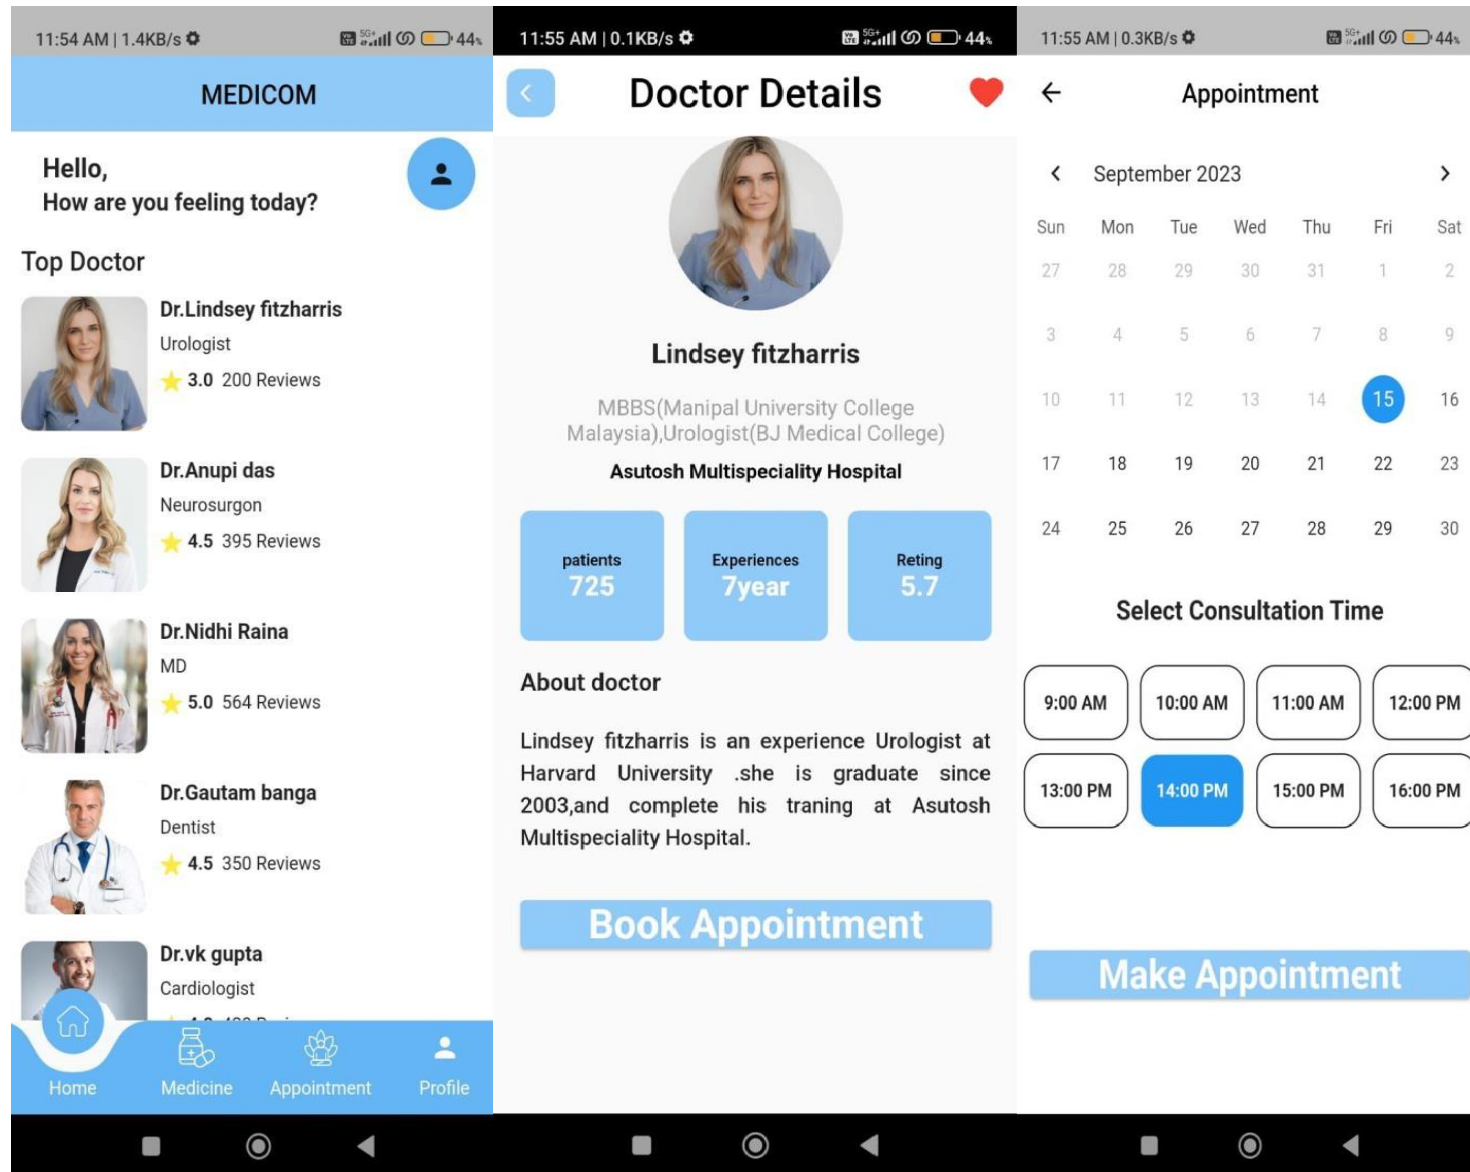 11:54 AM | 1.4KB/s
5G+
44%
MEDICOM
Hello,
How are you feeling today?
Top Doctor
Dr.Lindsey fitzharris
Urologist
3.0 200 Reviews
Dr.Anupi das
Neurosurgon
4.5 395 Reviews
Dr.Nidhi Raina
MD
5.0 564 Reviews
Dr.Gautam banga
Dentist
4.5 350 Reviews
Dr.vk gupta
Cardiologist
Home
Medicine
Appointment
Profile
11:55 AM | 0.1KB/s
5G+
44%
Doctor Details
Lindsey fitzharris
MBBS(Manipal University College
Malaysia),Urologist(BJ Medical College)
Asutosh Multispeciality Hospital
patients
725
Experiences
7year
Reting
5.7
About doctor
Lindsey fitzharris is an experience Urologist at
Harvard University .she is graduate since
2003,and complete his traning at Asutosh
Multispeciality Hospital.
Book Appointment
11:55 AM | 0.3KB/s
5G+
44%
Appointment
September 2023
Sun Mon Tue Wed Thu Fri Sat
27 28 29 30 31 1 2
3 4 5 6 7 8 9
10 11 12 13 14 15 16
17 18 19 20 21 22 23
24 25 26 27 28 29 30
Select Consultation Time
9:00 AM 10:00 AM 11:00 AM 12:00 PM
13:00 PM 14:00 PM 15:00 PM 16:00 PM
Make Appointment